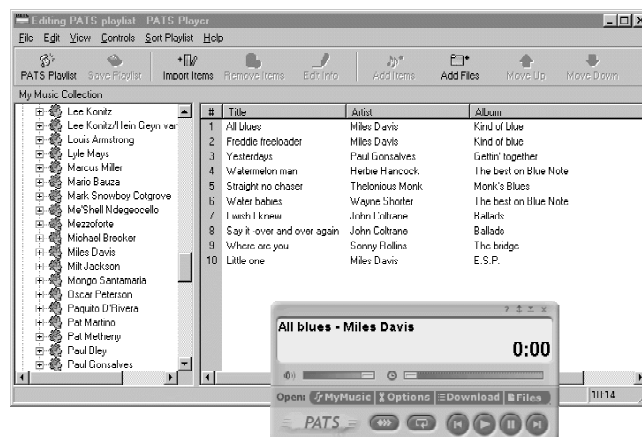 Editing PATS playlist PATS Player
File Edit View Controls Sort Playlist Help
PATS Playlist Save Playlist Import Items Remove Items Edit Info Add Items Add Files Move Up Move Down
My Music Collection
Lee Konitz
Lee Konitz/Hein Geyn van
Louis Armstrong
Lyle Mays
Marcus Miller
Mario Bauza
Mark Snowboy Cotgrove
Me'Shell Ndegeocello
Mezzoforte
Michael Brecker
Miles Davis
Milt Jackson
Mongo Santamaria
Oscar Peterson
Paquito D'Rivera
Pat Martino
Pat Metheny
Paul Bley
Paul Gonsalves
# Title Artist Album
1 All blues Miles Davis Kind of blue
2 Freddie freeloader Miles Davis Kind of blue
3 Yesterdays Paul Gonsalves Gettin' together
4 Watermelon man Herbie Hancock The best on Blue Note
5 Straight no chaser Thelonious Monk Monk's Blues
6 Water babies Wayne Shorter The best on Blue Note
7 I wish I knew John Coltrane Ballads
8 Say it over and over again John Coltrane Ballads
9 Where are you Sonny Rollins The bridge
10 Little one Miles Davis E.S.P.
All blues - Miles Davis
0:00
Open: MyMusic Options Download Files
PATS